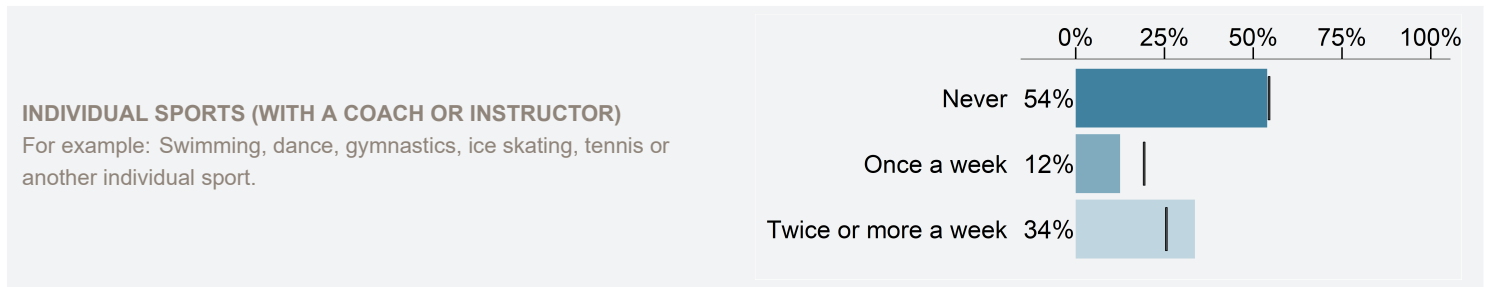 0% 25% 50% 75% 100%
INDIVIDUAL SPORTS (WITH A COACH OR INSTRUCTOR)
For example: Swimming, dance, gymnastics, ice skating, tennis or
another individual sport.
Never 54%
Once a week 12%
Twice or more a week 34%